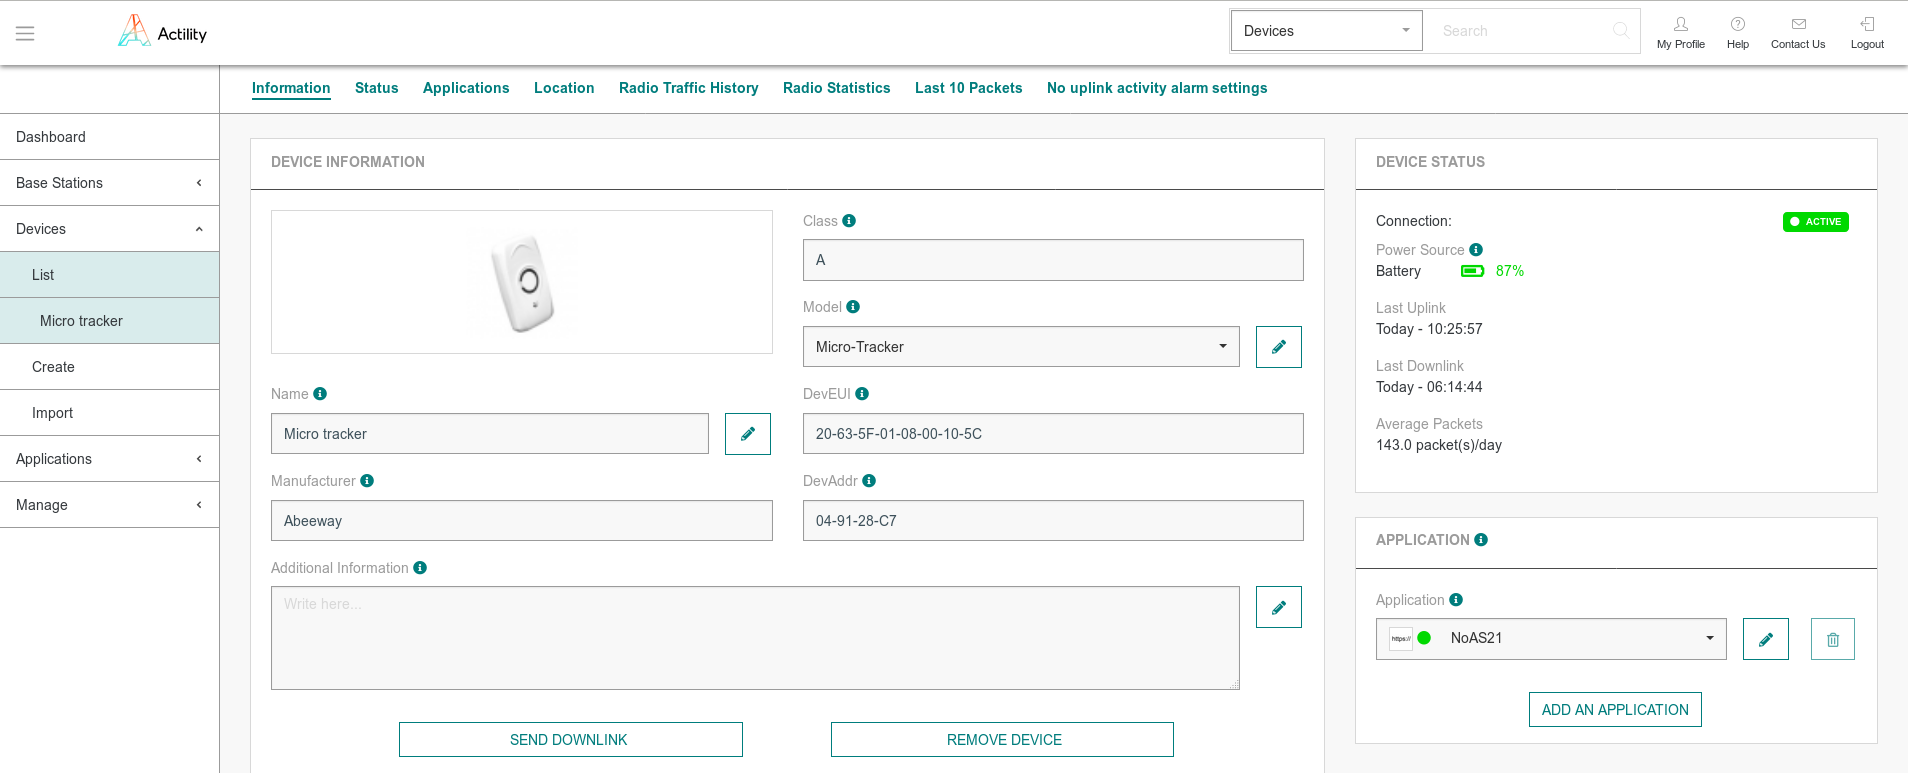 Actility
Devices
Search
My Profile
Help
Contact Us
Logout
Information
Status
Applications
Location
Radio Traffic History
Radio Statistics
Last 10 Packets
No uplink activity alarm settings
Dashboard
Base Stations
Devices
List
Micro tracker
Create
Import
Applications
Manage
DEVICE INFORMATION
Class
A
Model
Micro-Tracker
Name
Micro tracker
DevEUI
20-63-5F-01-08-00-10-5C
Manufacturer
Abeeway
DevAddr
04-91-28-C7
Additional Information
Write here...
SEND DOWNLINK
REMOVE DEVICE
DEVICE STATUS
Connection:
ACTIVE
Power Source
Battery
87%
Last Uplink
Today - 10:25:57
Last Downlink
Today - 06:14:44
Average Packets
143.0 packet(s)/day
APPLICATION
Application
https://
NoAS21
ADD AN APPLICATION